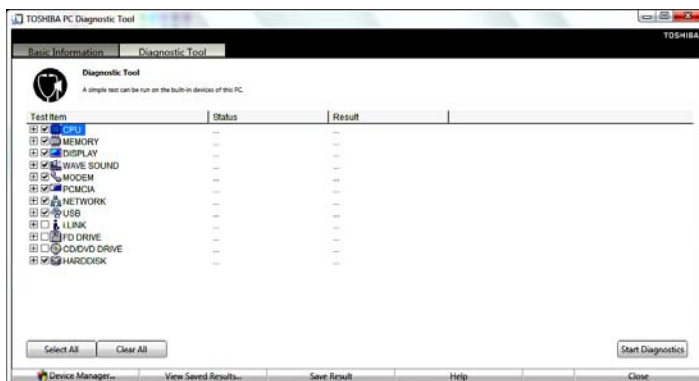 TOSHIBA PC Diagnostic Tool
TOSHIBA
Basic Information Diagnostic Tool
Diagnostic Tool
A simple test can be run on the built-in devices of this PC.
Test Item Status Result
CPU ... ...
MEMORY ... ...
DISPLAY ... ...
WAVE SOUND ... ...
MODEM ... ...
PCMCIA ... ...
NETWORK ... ...
USB ... ...
i.LINK ... ...
FD DRIVE ... ...
CD/DVD DRIVE ... ...
HARDDISK ... ...
Select All Clear All Start Diagnostics
Device Manager... View Saved Results... Save Result Help Close